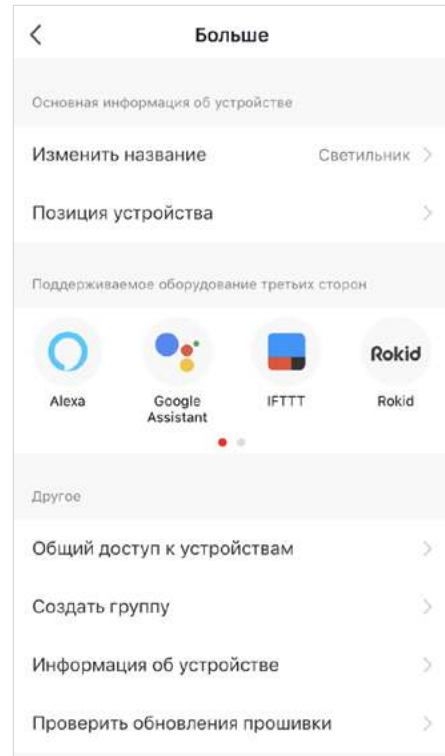 Больше
Основная информация об устройстве
Изменить название Светильник
Позиция устройства
Поддерживаемое оборудование третьих сторон
Rokid
Alexa Google Assistant IFTTT Rokid
Другое
Общий доступ к устройствам
Создать группу
Информация об устройстве
Проверить обновления прошивки